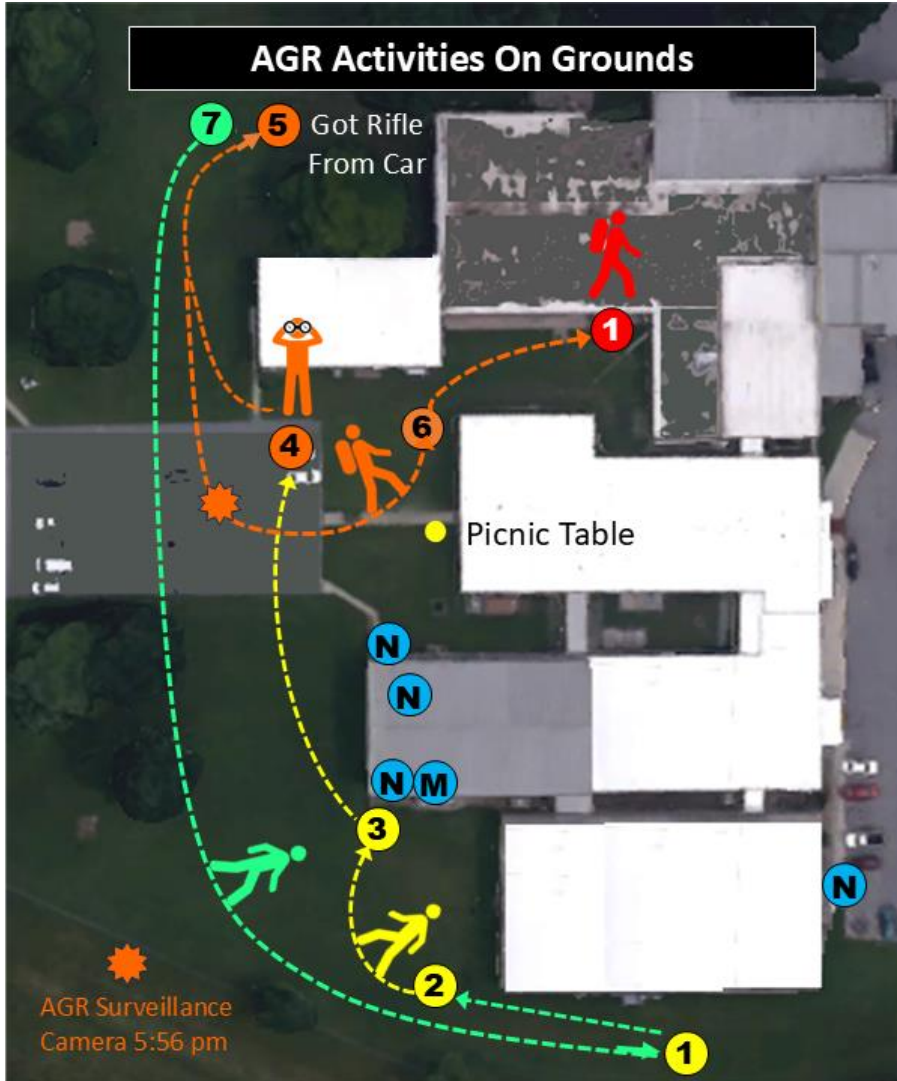 AGR Activities On Grounds
7
5
Got Rifle
From Car
1
6
4
Picnic Table
N
N
N
M
3
N
2
AGR Surveillance
Camera 5:56 pm
1